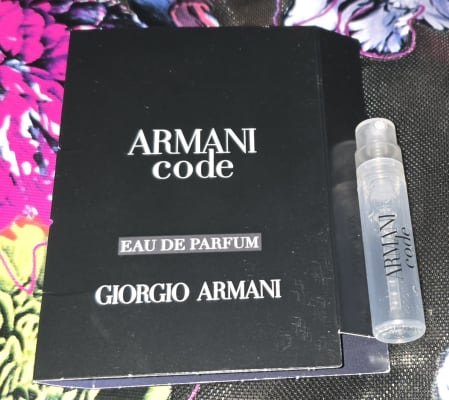 ARMANI
code
EAU DE PARFUM
GIORGIO ARMANI
ARMANI
code